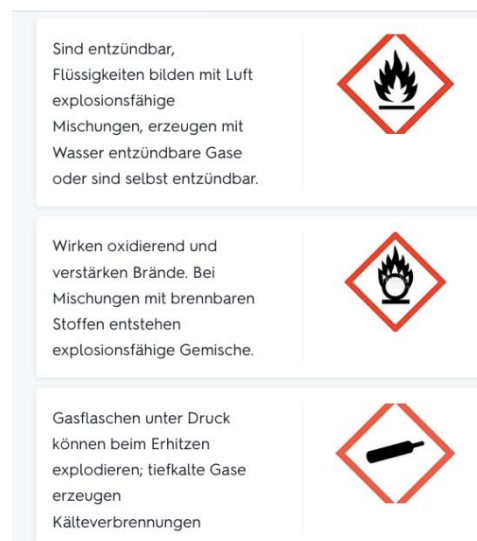 Sind entzündbar,
Flüssigkeiten bilden mit Luft
explosionsfähige
Mischungen, erzeugen mit
Wasser entzündbare Gase
oder sind selbst entzündbar.
Wirken oxidierend und
verstärken Brände. Bei
Mischungen mit brennbaren
Stoffen entstehen
explosionsfähige Gemische.
Gasflaschen unter Druck
können beim Erhitzen
explodieren; tiefkalte Gase
erzeugen
Kälteverbrennungen